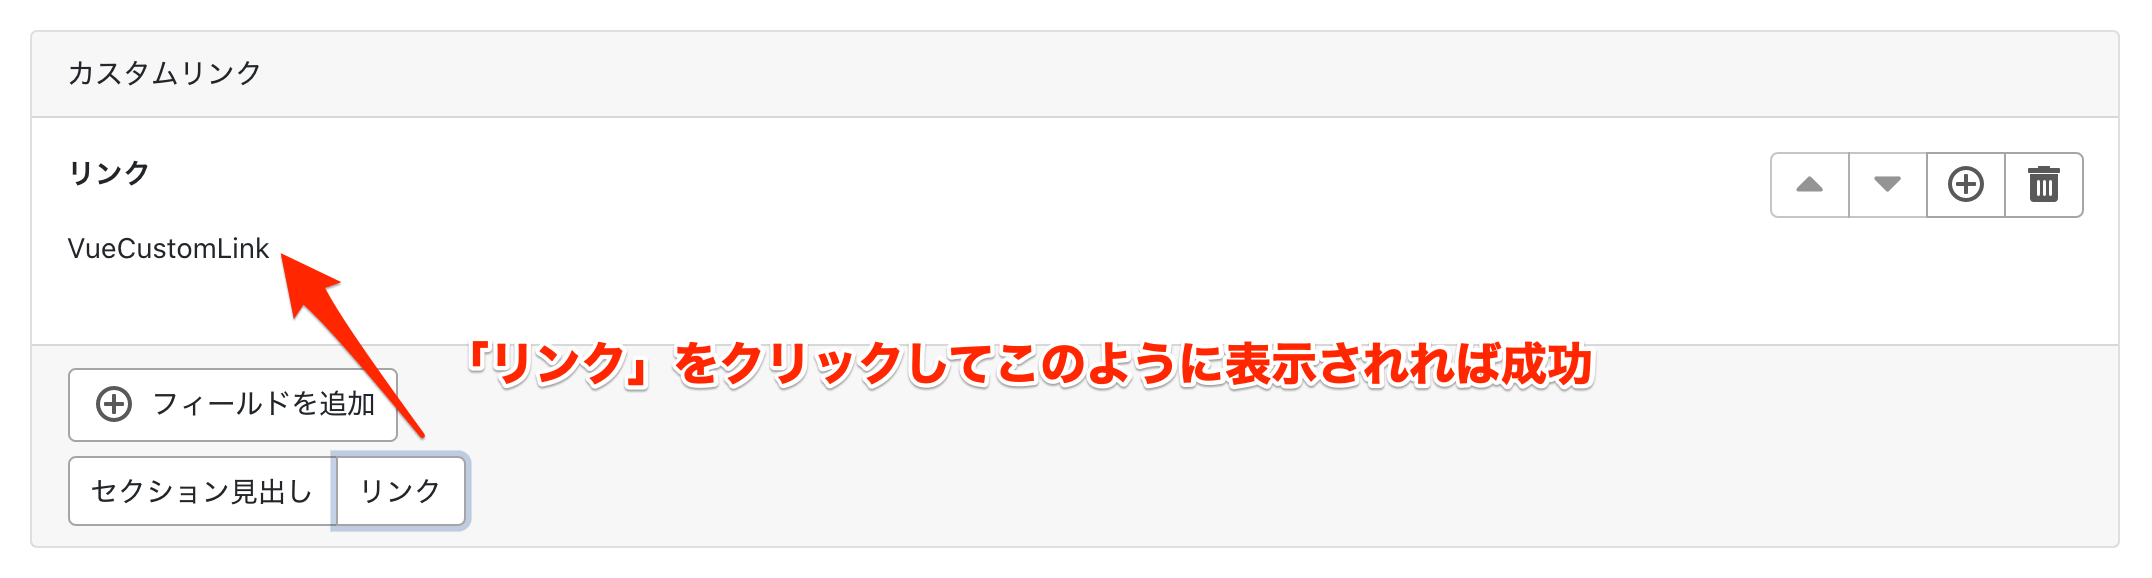 カスタムリンク
リンク
VueCustomLink
「リンク」をクリックしてこのように表示されれば成功
フィールドを追加
セクション見出し
リンク